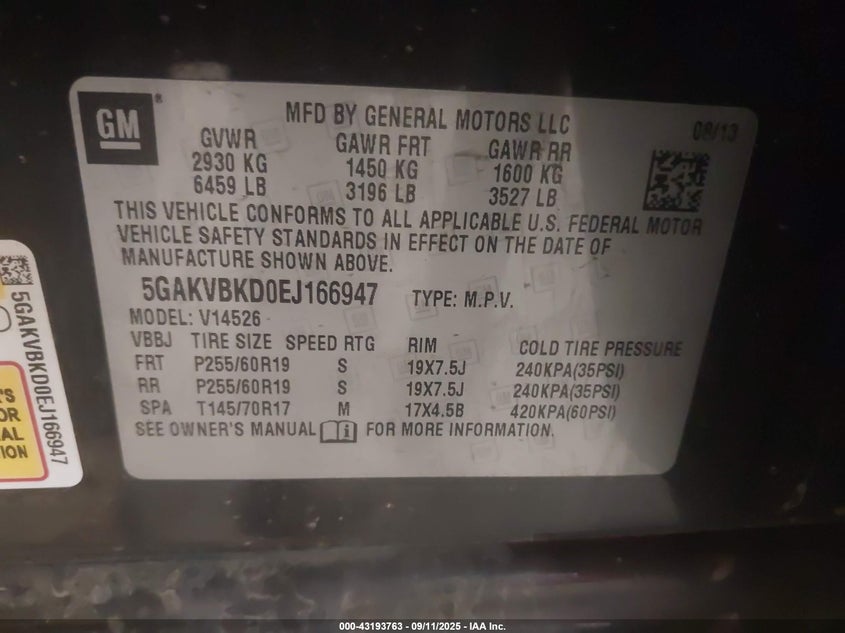 GM
®
MFD BY GENERAL MOTORS LLC
08/13
GVWR GAWR FRT GAWR RR
2930 KG 1450 KG 1600 KG
6459 LB 3196 LB 3527 LB
THIS VEHICLE CONFORMS TO ALL APPLICABLE U.S. FEDERAL MOTOR
VEHICLE SAFETY STANDARDS IN EFFECT ON THE DATE OF
MANUFACTURE SHOWN ABOVE.
5GAKVBKD0EJ166947 TYPE: M.P.V.
MODEL: V14526
VBBJ TIRE SIZE SPEED RTG RIM COLD TIRE PRESSURE
FRT P255/60R19 S 19X7.5J 240KPA(35PSI)
RR P255/60R19 S 19X7.5J 240KPA(35PSI)
SPA T145/70R17 M 17X4.5B 420KPA(60PSI)
SEE OWNER'S MANUAL FOR MORE INFORMATION.
5GAKVBKD0EJ166947
000-43193763 - 09/11/2025 - IAA Inc.